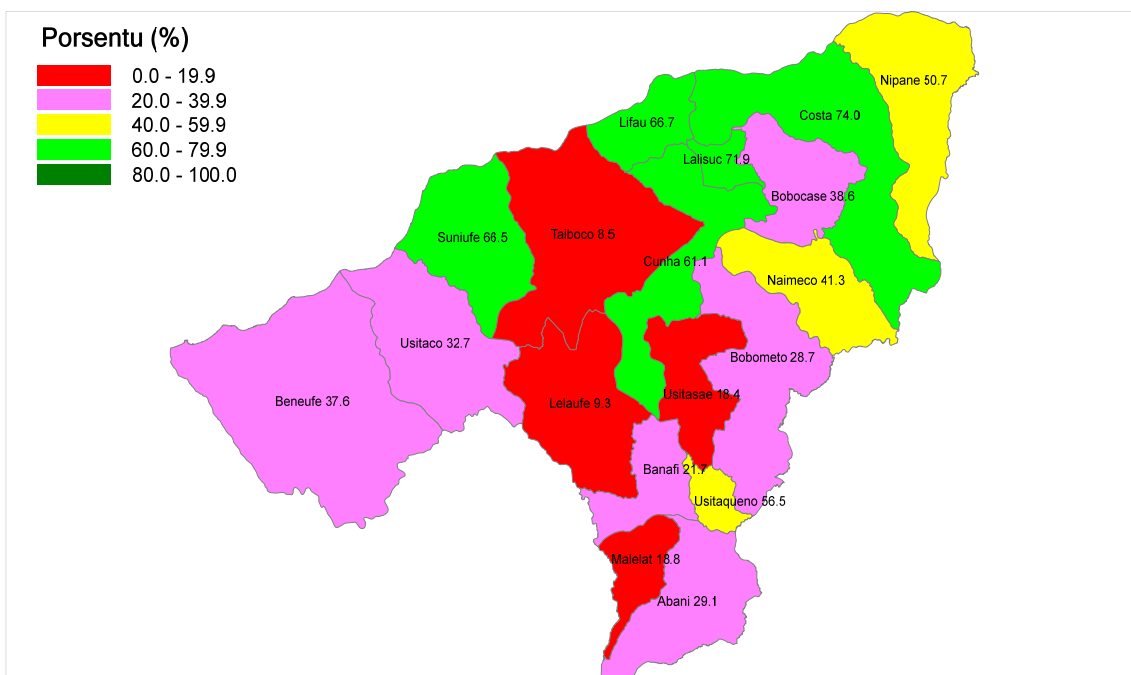 Porsentu (%)
0.0 - 19.9
20.0 - 39.9
40.0 - 59.9
60.0 - 79.9
80.0 - 100.0
Nipane 50.7
Costa 74.0
Lifau 66.7
Lalisuc 71.9
Bobocase 38.6
Suniufe 66.5
Taiboco 8.5
Cunha 61.1
Naimeco 41.3
Usitaco 32.7
Bobometo 28.7
Beneufe 37.6
Lelaufe 9.3
Usitasae 18.4
Banafi 21.7
Usitaqueno 56.5
Malelat 18.8
Abani 29.1